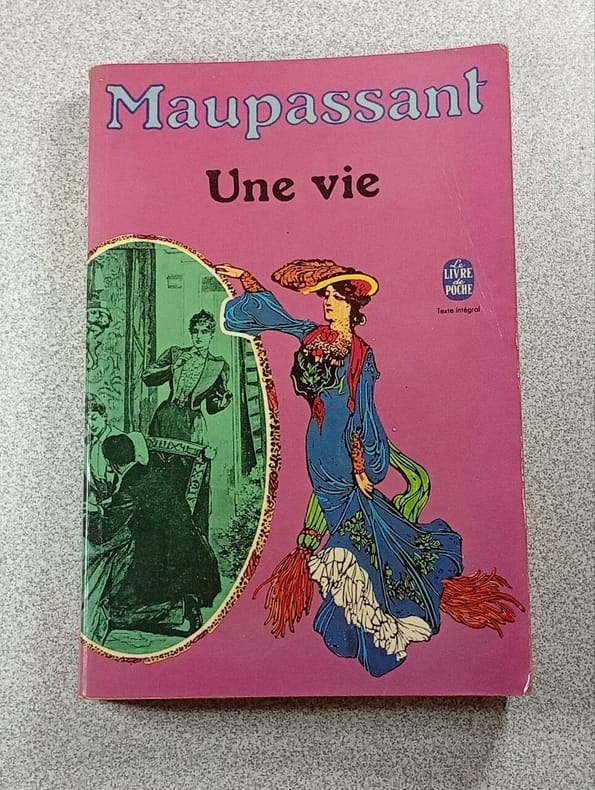 Maupassant
Une vie
Le
LIVRE
de
POCHE
Texte intégral